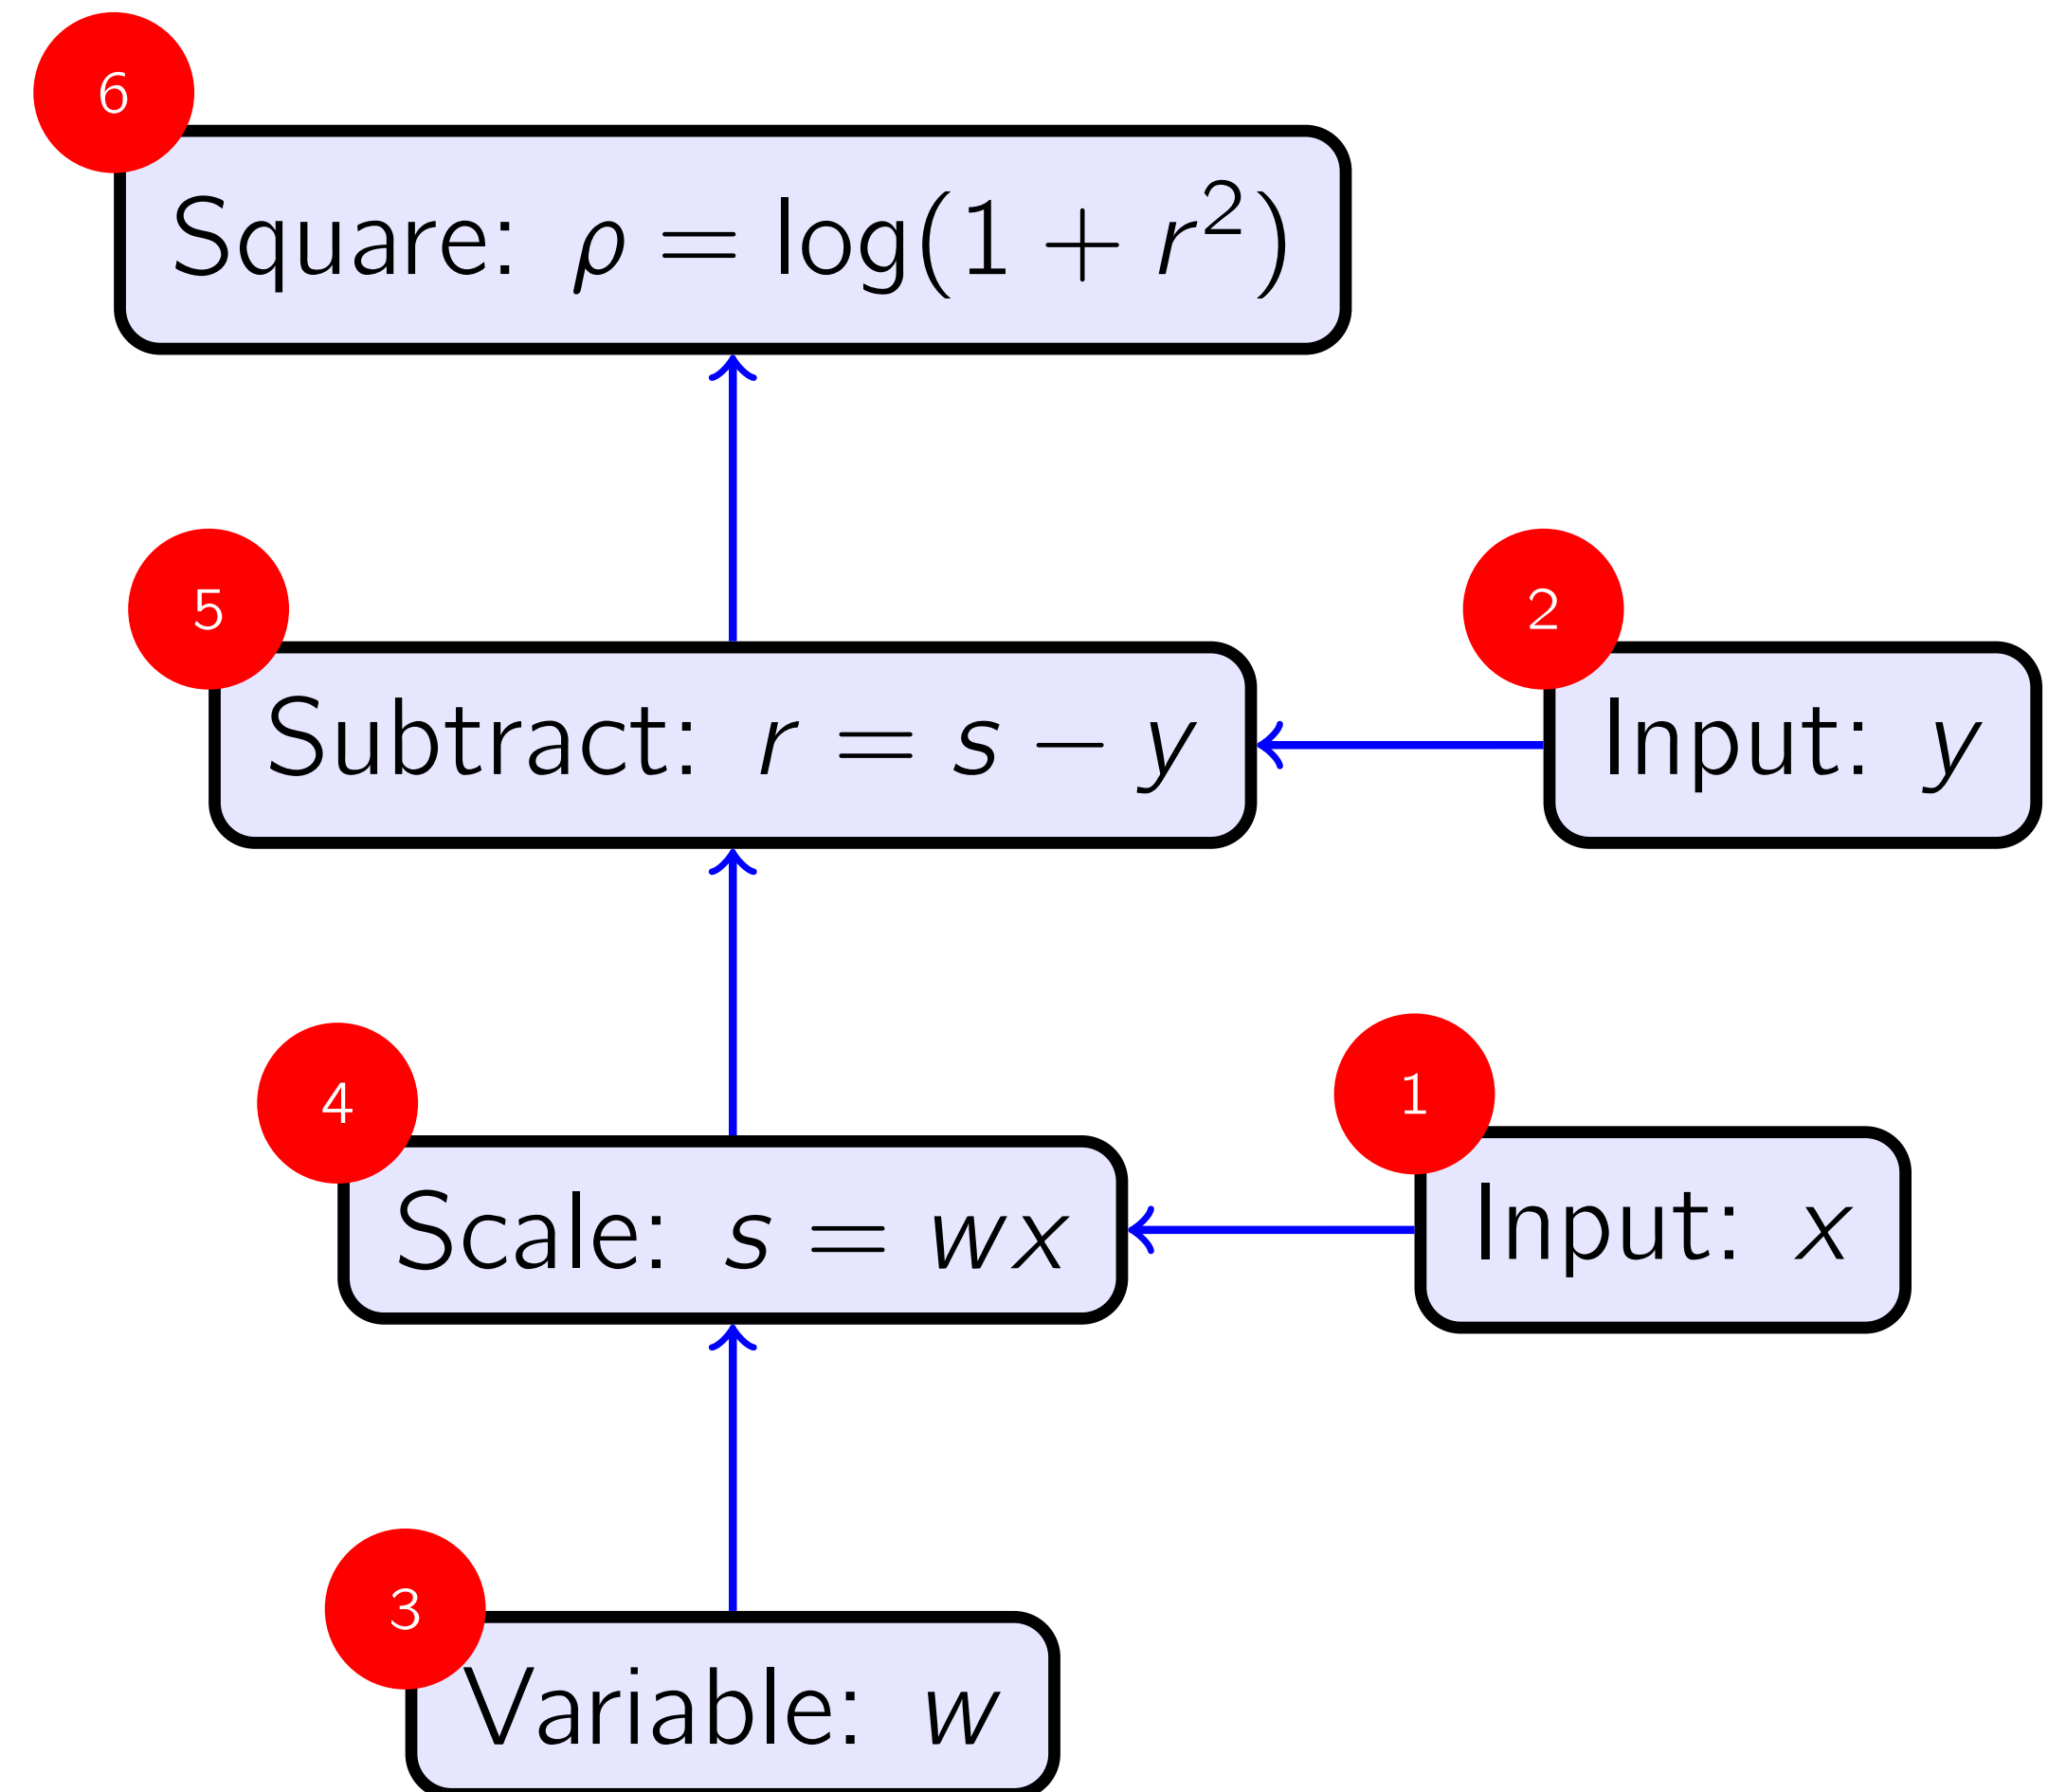 6
Square: ρ = log(1 + r²)
5
Subtract: r = s − y
2
Input: y
4
Scale: s = wx
1
Input: x
3
Variable: w